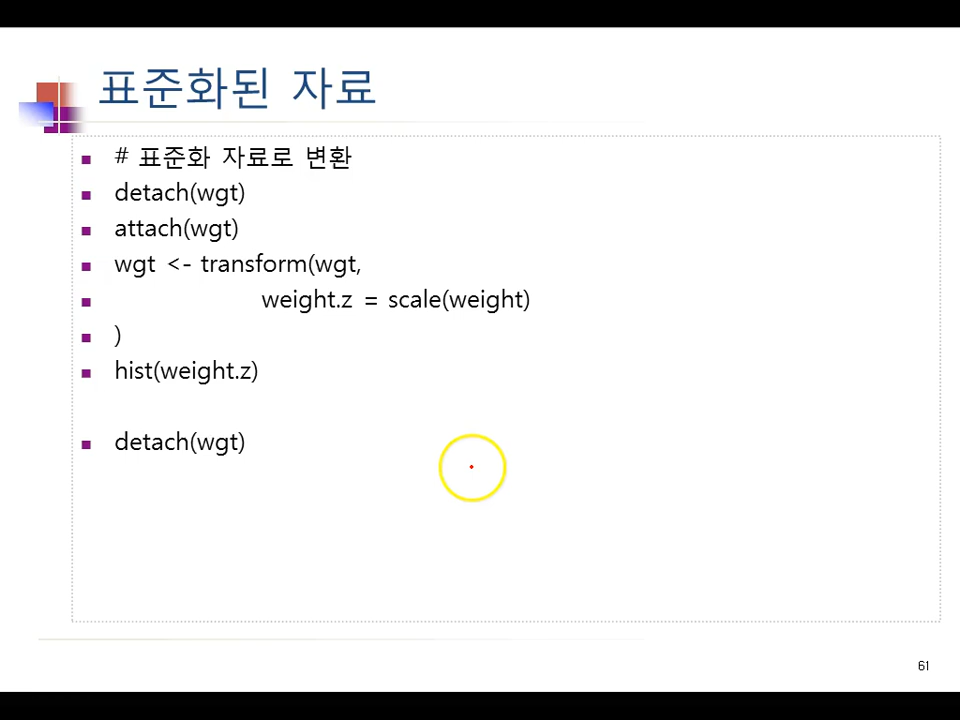 표준화된 자료
# 표준화 자료로 변환
detach(wgt)
attach(wgt)
wgt <- transform(wgt,
weight.z = scale(weight)
)
hist(weight.z)
detach(wgt)
61